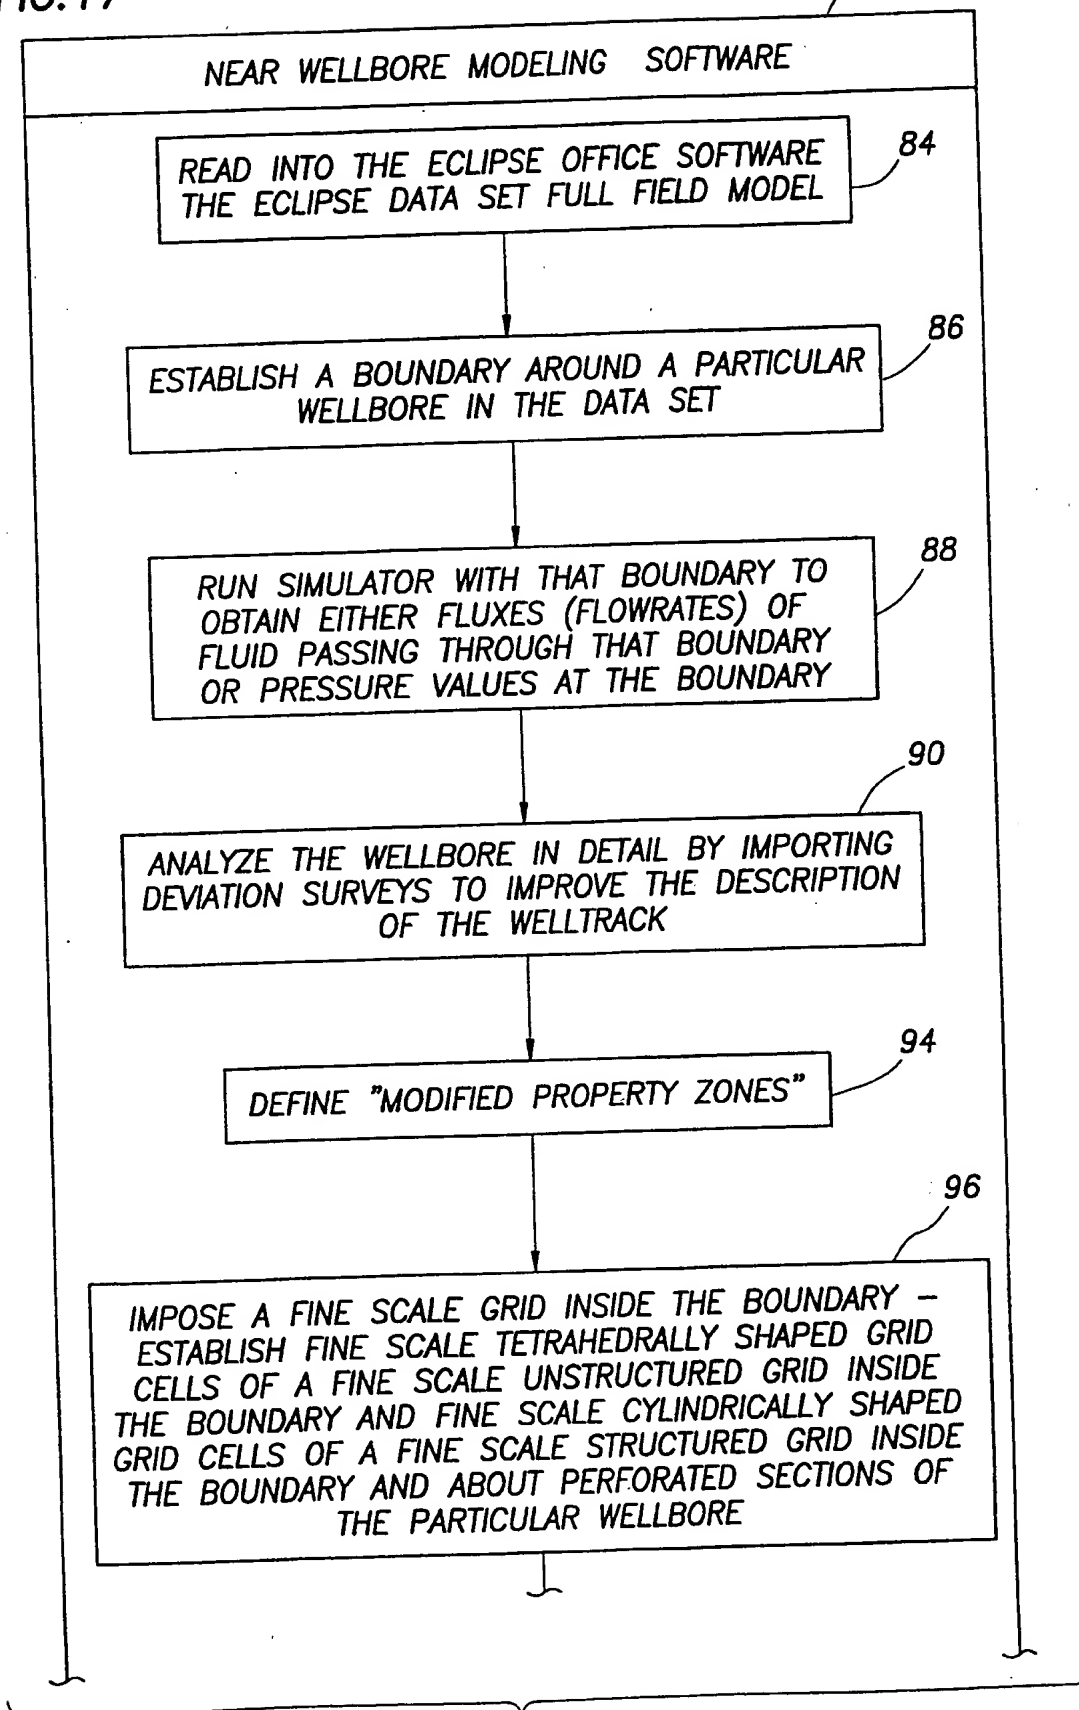 NEAR WELLBORE MODELING SOFTWARE
READ INTO THE ECLIPSE OFFICE SOFTWARE
THE ECLIPSE DATA SET FULL FIELD MODEL
84
ESTABLISH A BOUNDARY AROUND A PARTICULAR
WELLBORE IN THE DATA SET
86
RUN SIMULATOR WITH THAT BOUNDARY TO
OBTAIN EITHER FLUXES (FLOWRATES) OF
FLUID PASSING THROUGH THAT BOUNDARY
OR PRESSURE VALUES AT THE BOUNDARY
88
ANALYZE THE WELLBORE IN DETAIL BY IMPORTING
DEVIATION SURVEYS TO IMPROVE THE DESCRIPTION
OF THE WELLTRACK
90
DEFINE "MODIFIED PROPERTY ZONES"
94
IMPOSE A FINE SCALE GRID INSIDE THE BOUNDARY –
ESTABLISH FINE SCALE TETRAHEDRALLY SHAPED GRID
CELLS OF A FINE SCALE UNSTRUCTURED GRID INSIDE
THE BOUNDARY AND FINE SCALE CYLINDRICALLY SHAPED
GRID CELLS OF A FINE SCALE STRUCTURED GRID INSIDE
THE BOUNDARY AND ABOUT PERFORATED SECTIONS OF
THE PARTICULAR WELLBORE
96